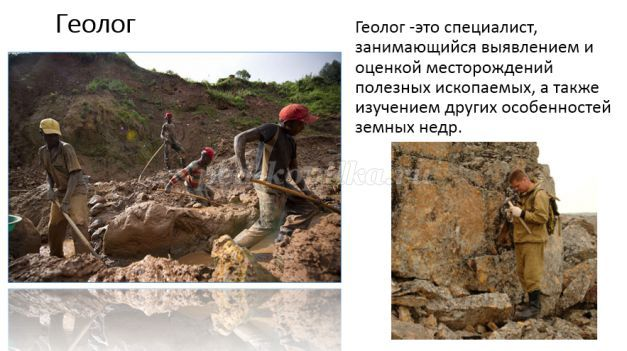 Геолог
Геолог -это специалист,
занимающийся выявлением и
оценкой месторождений
полезных ископаемых, а также
изучением других особенностей
земных недр.